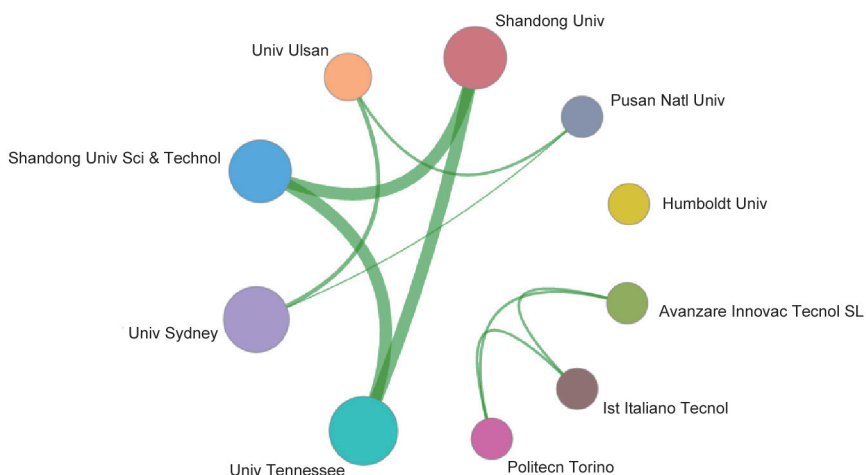 Shandong Univ
Univ Ulsan
Pusan Natl Univ
Shandong Univ Sci & Technol
Humboldt Univ
Avanzare Innovac Tecnol SL
Univ Sydney
Ist Italiano Tecnol
Politecn Torino
Univ Tennessee